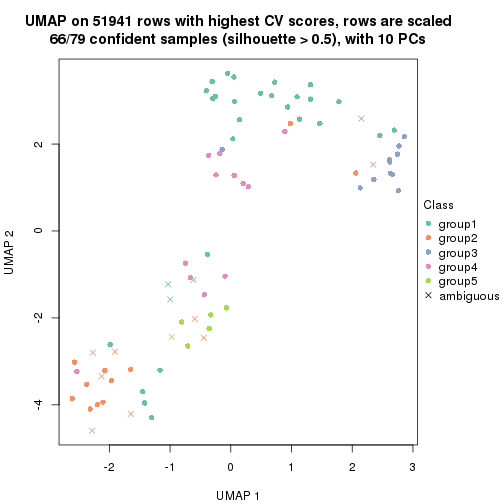 UMAP on 51941 rows with highest CV scores, rows are scaled
66/79 confident samples (silhouette > 0.5), with 10 PCs
UMAP 2
2
0
-2
-4
-2
-1
0
1
2
3
UMAP 1
Class
group1
group2
group3
group4
group5
ambiguous